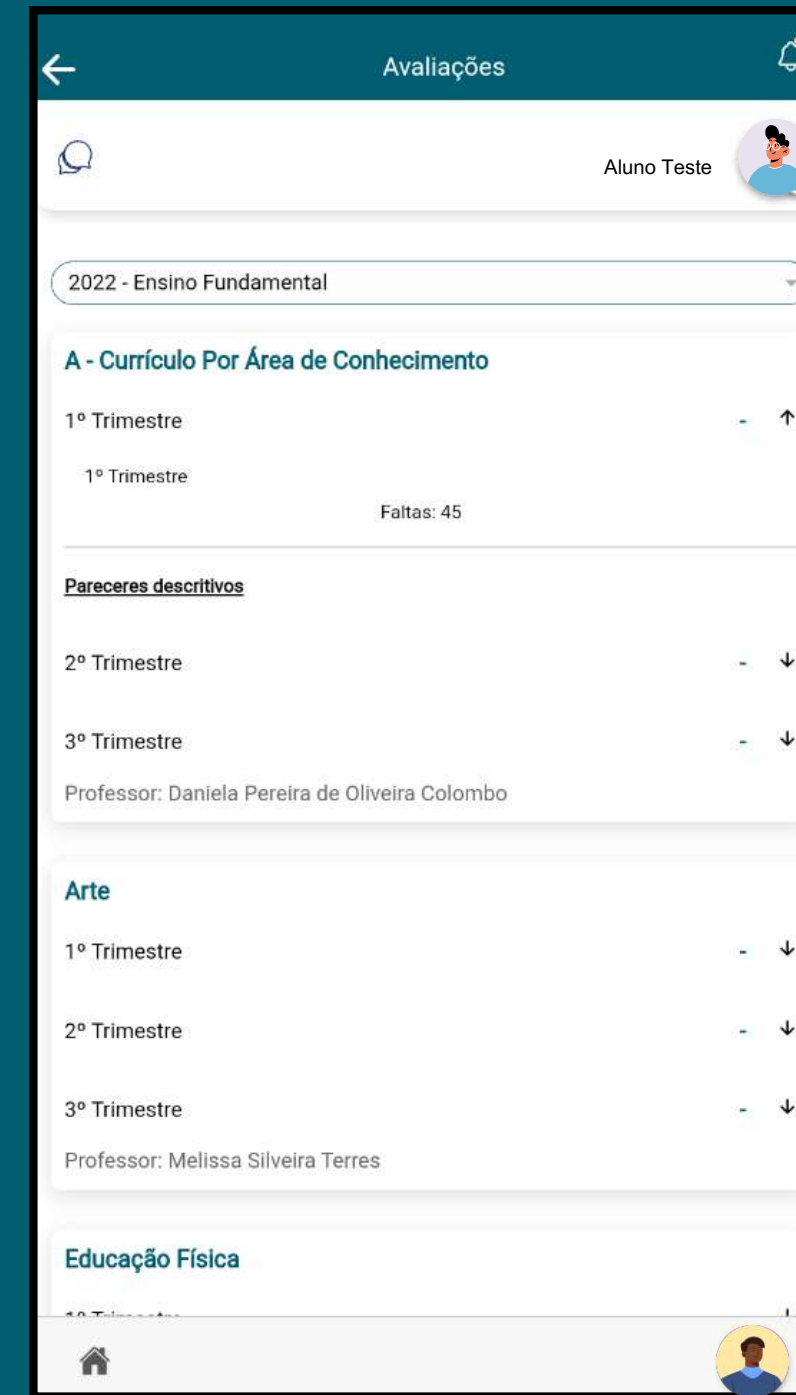 Avaliações
Aluno Teste
2022 - Ensino Fundamental
A - Currículo Por Área de Conhecimento
1º Trimestre -
1º Trimestre
Faltas: 45
Pareceres descritivos
2º Trimestre -
3º Trimestre -
Professor: Daniela Pereira de Oliveira Colombo
Arte
1º Trimestre -
2º Trimestre -
3º Trimestre -
Professor: Melissa Silveira Terres
Educação Física